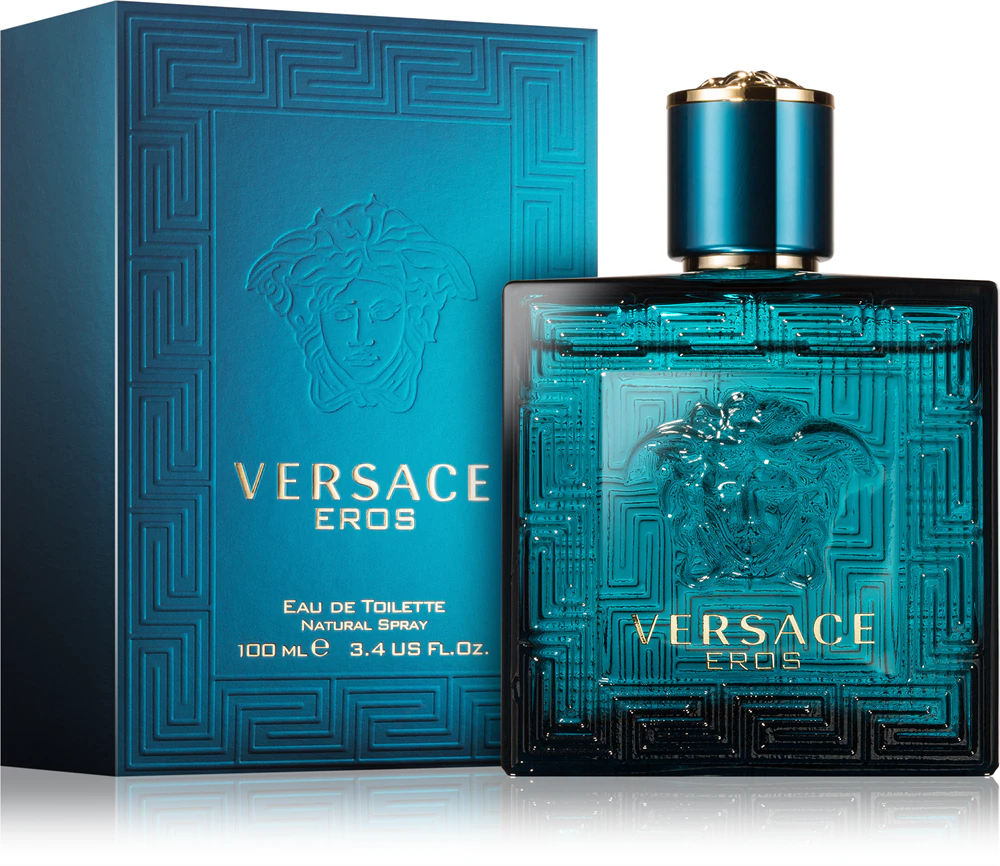 VERSACE
EROS
EAU DE TOILETTE
NATURAL SPRAY
100 ML ℮ 3.4 US FL.OZ.
VERSACE
EROS